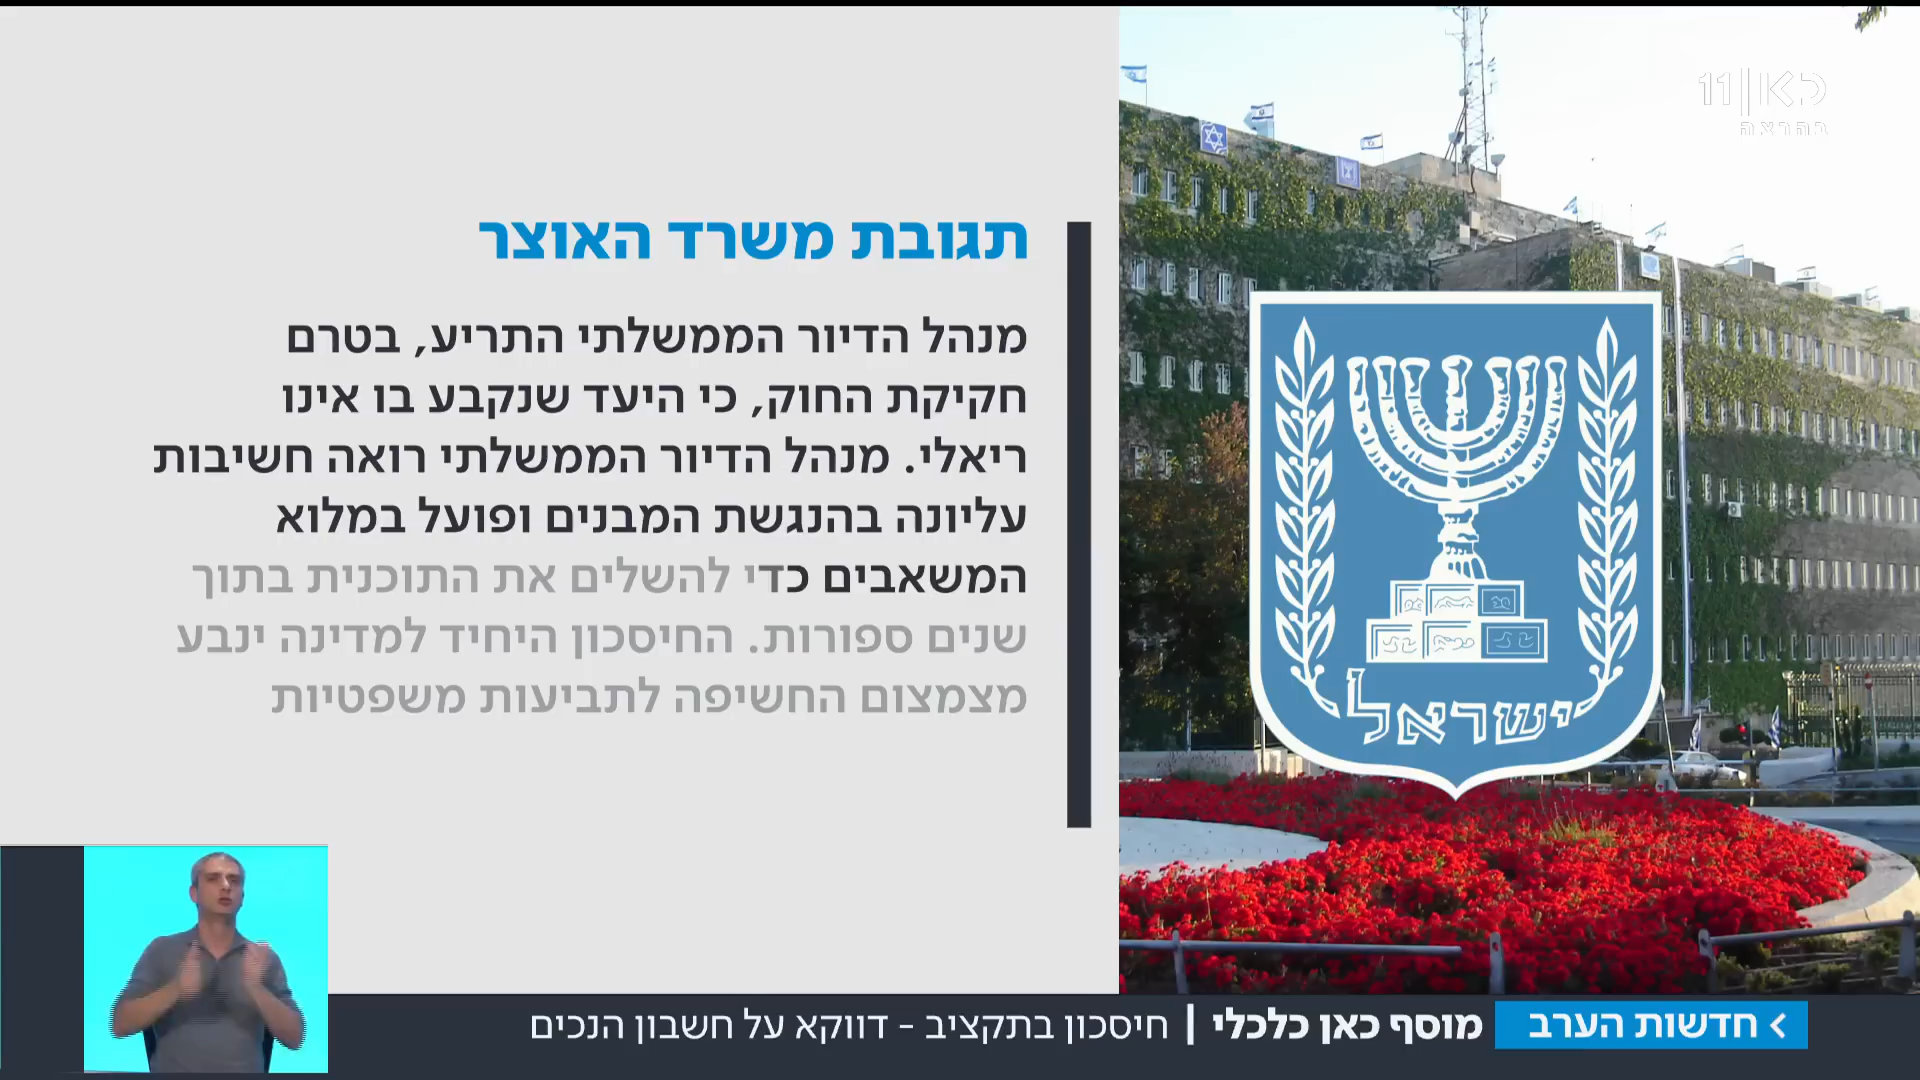 כאן 11
בהרצה
תגובת משרד האוצר
מנהל הדיור הממשלתי התריע, בטרם
חקיקת החוק, כי היעד שנקבע בו אינו
ריאלי. מנהל הדיור הממשלתי רואה חשיבות
עליונה בהנגשת המבנים ופועל במלוא
המשאבים כדי להשלים את התוכנית בתוך
שנים ספורות. החיסכון היחיד למדינה ינבע
מצמצום החשיפה לתביעות משפטיות
ישראל
חדשות הערב
מוסף כאן כלכלי | חיסכון בתקציב - דווקא על חשבון הנכים